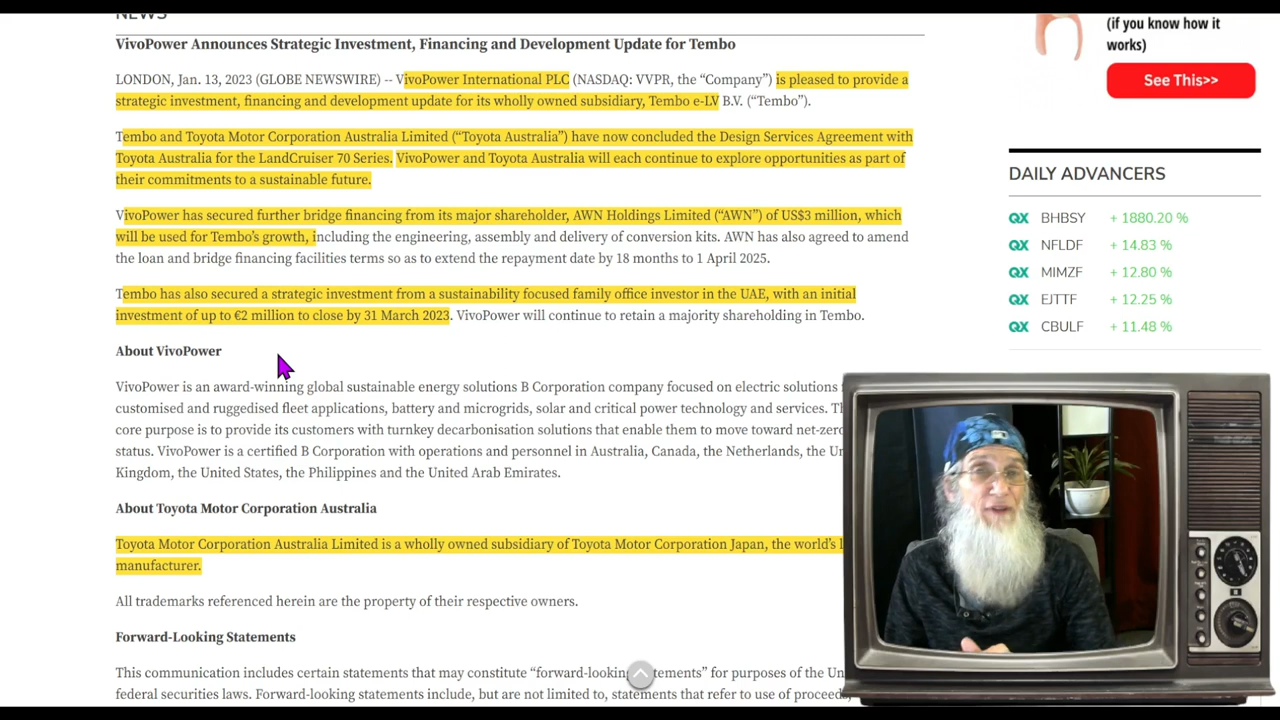 NEWS
VivoPower Announces Strategic Investment, Financing and Development Update for Tembo
LONDON, Jan. 13, 2023 (GLOBE NEWSWIRE) -- VivoPower International PLC (NASDAQ: VVPR, the “Company”) is pleased to provide a
strategic investment, financing and development update for its wholly owned subsidiary, Tembo e-LV B.V. (“Tembo”).
Tembo and Toyota Motor Corporation Australia Limited (“Toyota Australia”) have now concluded the Design Services Agreement with
Toyota Australia for the LandCruiser 70 Series. VivoPower and Toyota Australia will each continue to explore opportunities as part of
their commitments to a sustainable future.
VivoPower has secured further bridge financing from its major shareholder, AWN Holdings Limited (“AWN”) of US$3 million, which
will be used for Tembo’s growth, including the engineering, assembly and delivery of conversion kits. AWN has also agreed to amend
the loan and bridge financing facilities terms so as to extend the repayment date by 18 months to 1 April 2025.
Tembo has also secured a strategic investment from a sustainability focused family office investor in the UAE, with an initial
investment of up to €2 million to close by 31 March 2023. VivoPower will continue to retain a majority shareholding in Tembo.
About VivoPower
VivoPower is an award-winning global sustainable energy solutions B Corporation company focused on electric solutions
customised and ruggedised fleet applications, battery and microgrids, solar and critical power technology and services.
core purpose is to provide its customers with turnkey decarbonisation solutions that enable them to move toward net-zero
status. VivoPower is a certified B Corporation with operations and personnel in Australia, Canada, the Netherlands, the
Kingdom, the United States, the Philippines and the United Arab Emirates.
About Toyota Motor Corporation Australia
Toyota Motor Corporation Australia Limited is a wholly owned subsidiary of Toyota Motor Corporation Japan, the world’s
manufacturer.
All trademarks referenced herein are the property of their respective owners.
Forward-Looking Statements
This communication includes certain statements that may constitute “forward-looking statements” for purposes of the
federal securities laws. Forward-looking statements include, but are not limited to, statements that refer to use of proceeds,
(if you know how it
works)
See This>>
DAILY ADVANCERS
QX BHBSY + 1880.20 %
QX NFLDF + 14.83 %
QX MIMZF + 12.80 %
QX EJTTF + 12.25 %
QX CBULF + 11.48 %